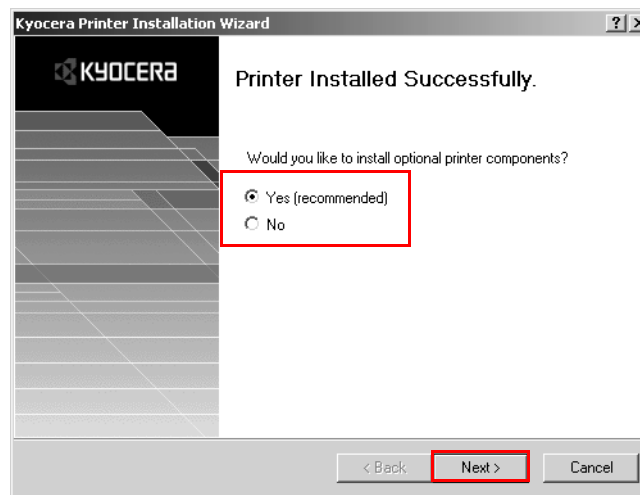 Kyocera Printer Installation Wizard
KYOCERA
Printer Installed Successfully.
Would you like to install optional printer components?
Yes (recommended)
No
< Back
Next >
Cancel